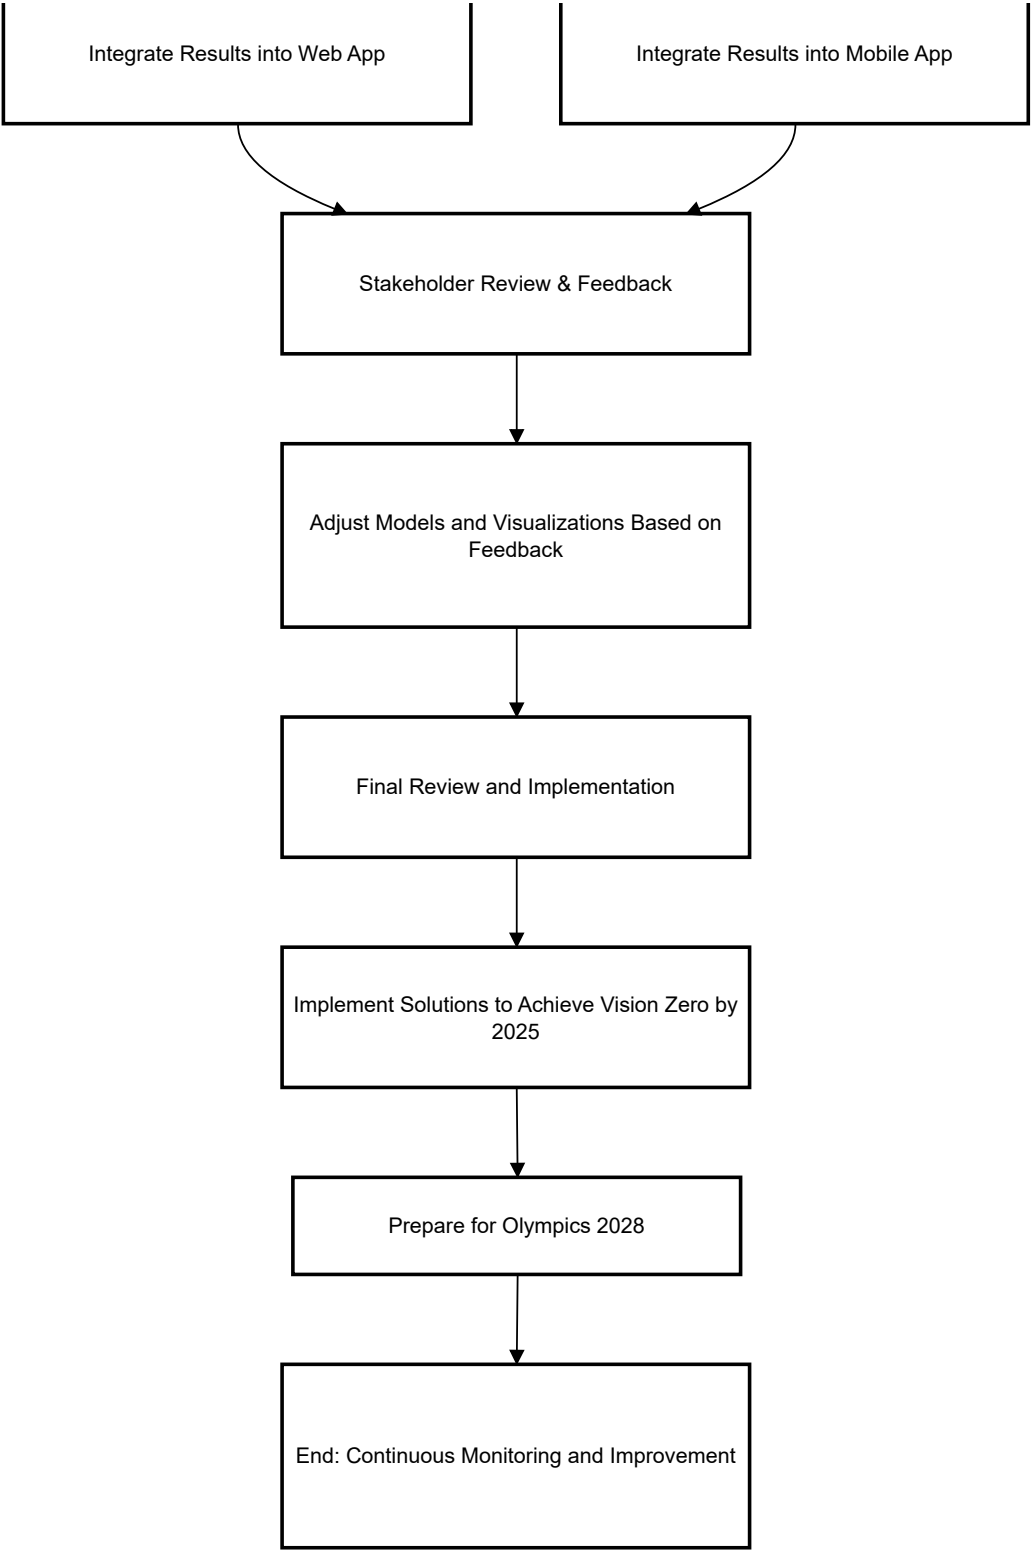 Integrate Results into Web App
Integrate Results into Mobile App
Stakeholder Review & Feedback
Adjust Models and Visualizations Based on
Feedback
Final Review and Implementation
Implement Solutions to Achieve Vision Zero by
2025
Prepare for Olympics 2028
End: Continuous Monitoring and Improvement